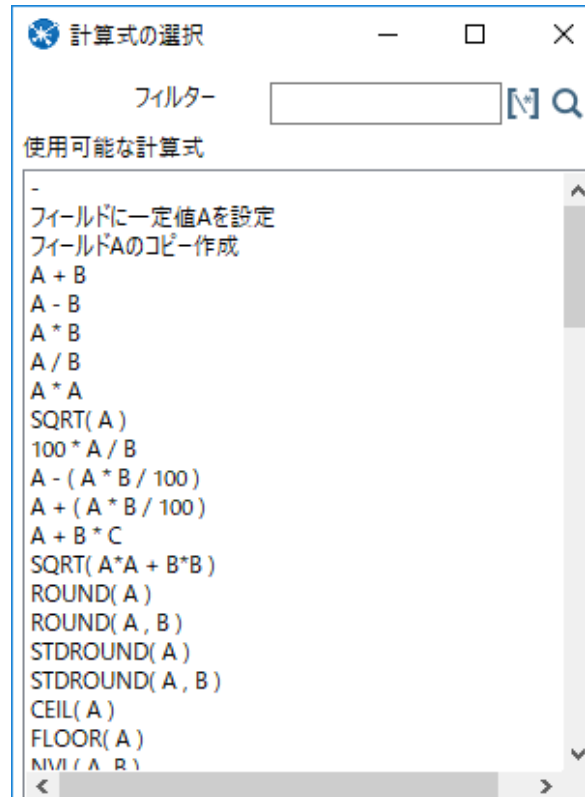 計算式の選択
フィルター
使用可能な計算式
-
フィールドに一定値Aを設定
フィールドAのコピー作成
A + B
A - B
A * B
A / B
A * A
SQRT( A )
100 * A / B
A - ( A * B / 100 )
A + ( A * B / 100 )
A + B * C
SQRT( A*A + B*B )
ROUND( A )
ROUND( A , B )
STDROUND( A )
STDROUND( A , B )
CEIL( A )
FLOOR( A )
NVL( A, B )